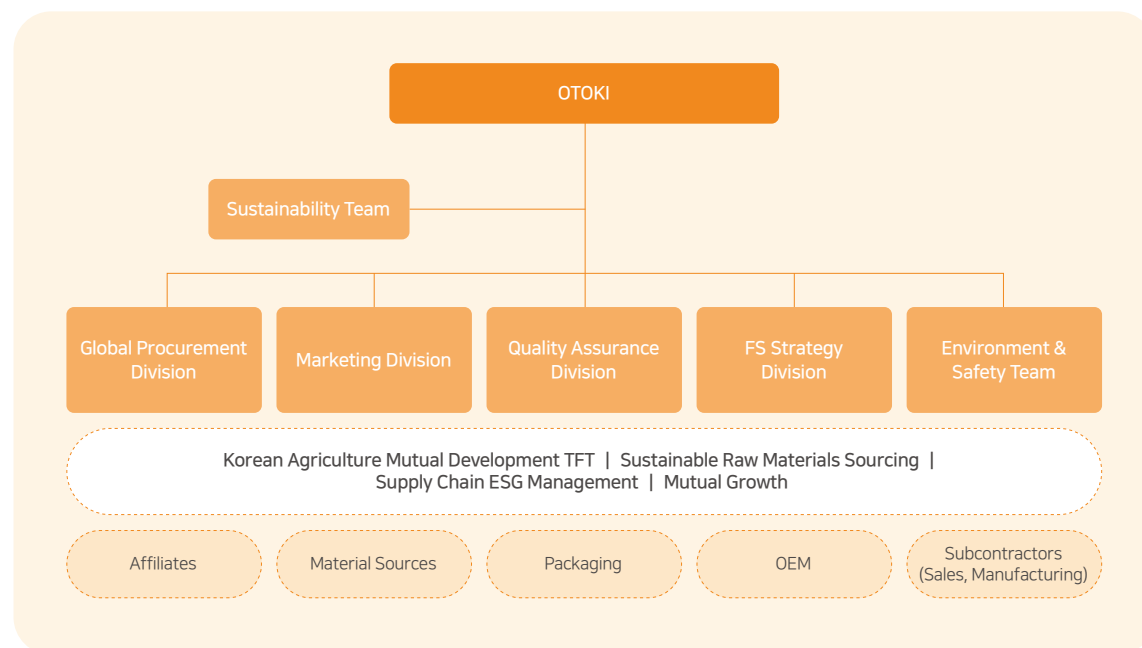 OTOKI
Sustainability Team
Global Procurement
Division
Marketing Division
Quality Assurance
Division
FS Strategy
Division
Environment &
Safety Team
Korean Agriculture Mutual Development TFT | Sustainable Raw Materials Sourcing |
Supply Chain ESG Management | Mutual Growth
Affiliates
Material Sources
Packaging
OEM
Subcontractors
(Sales, Manufacturing)